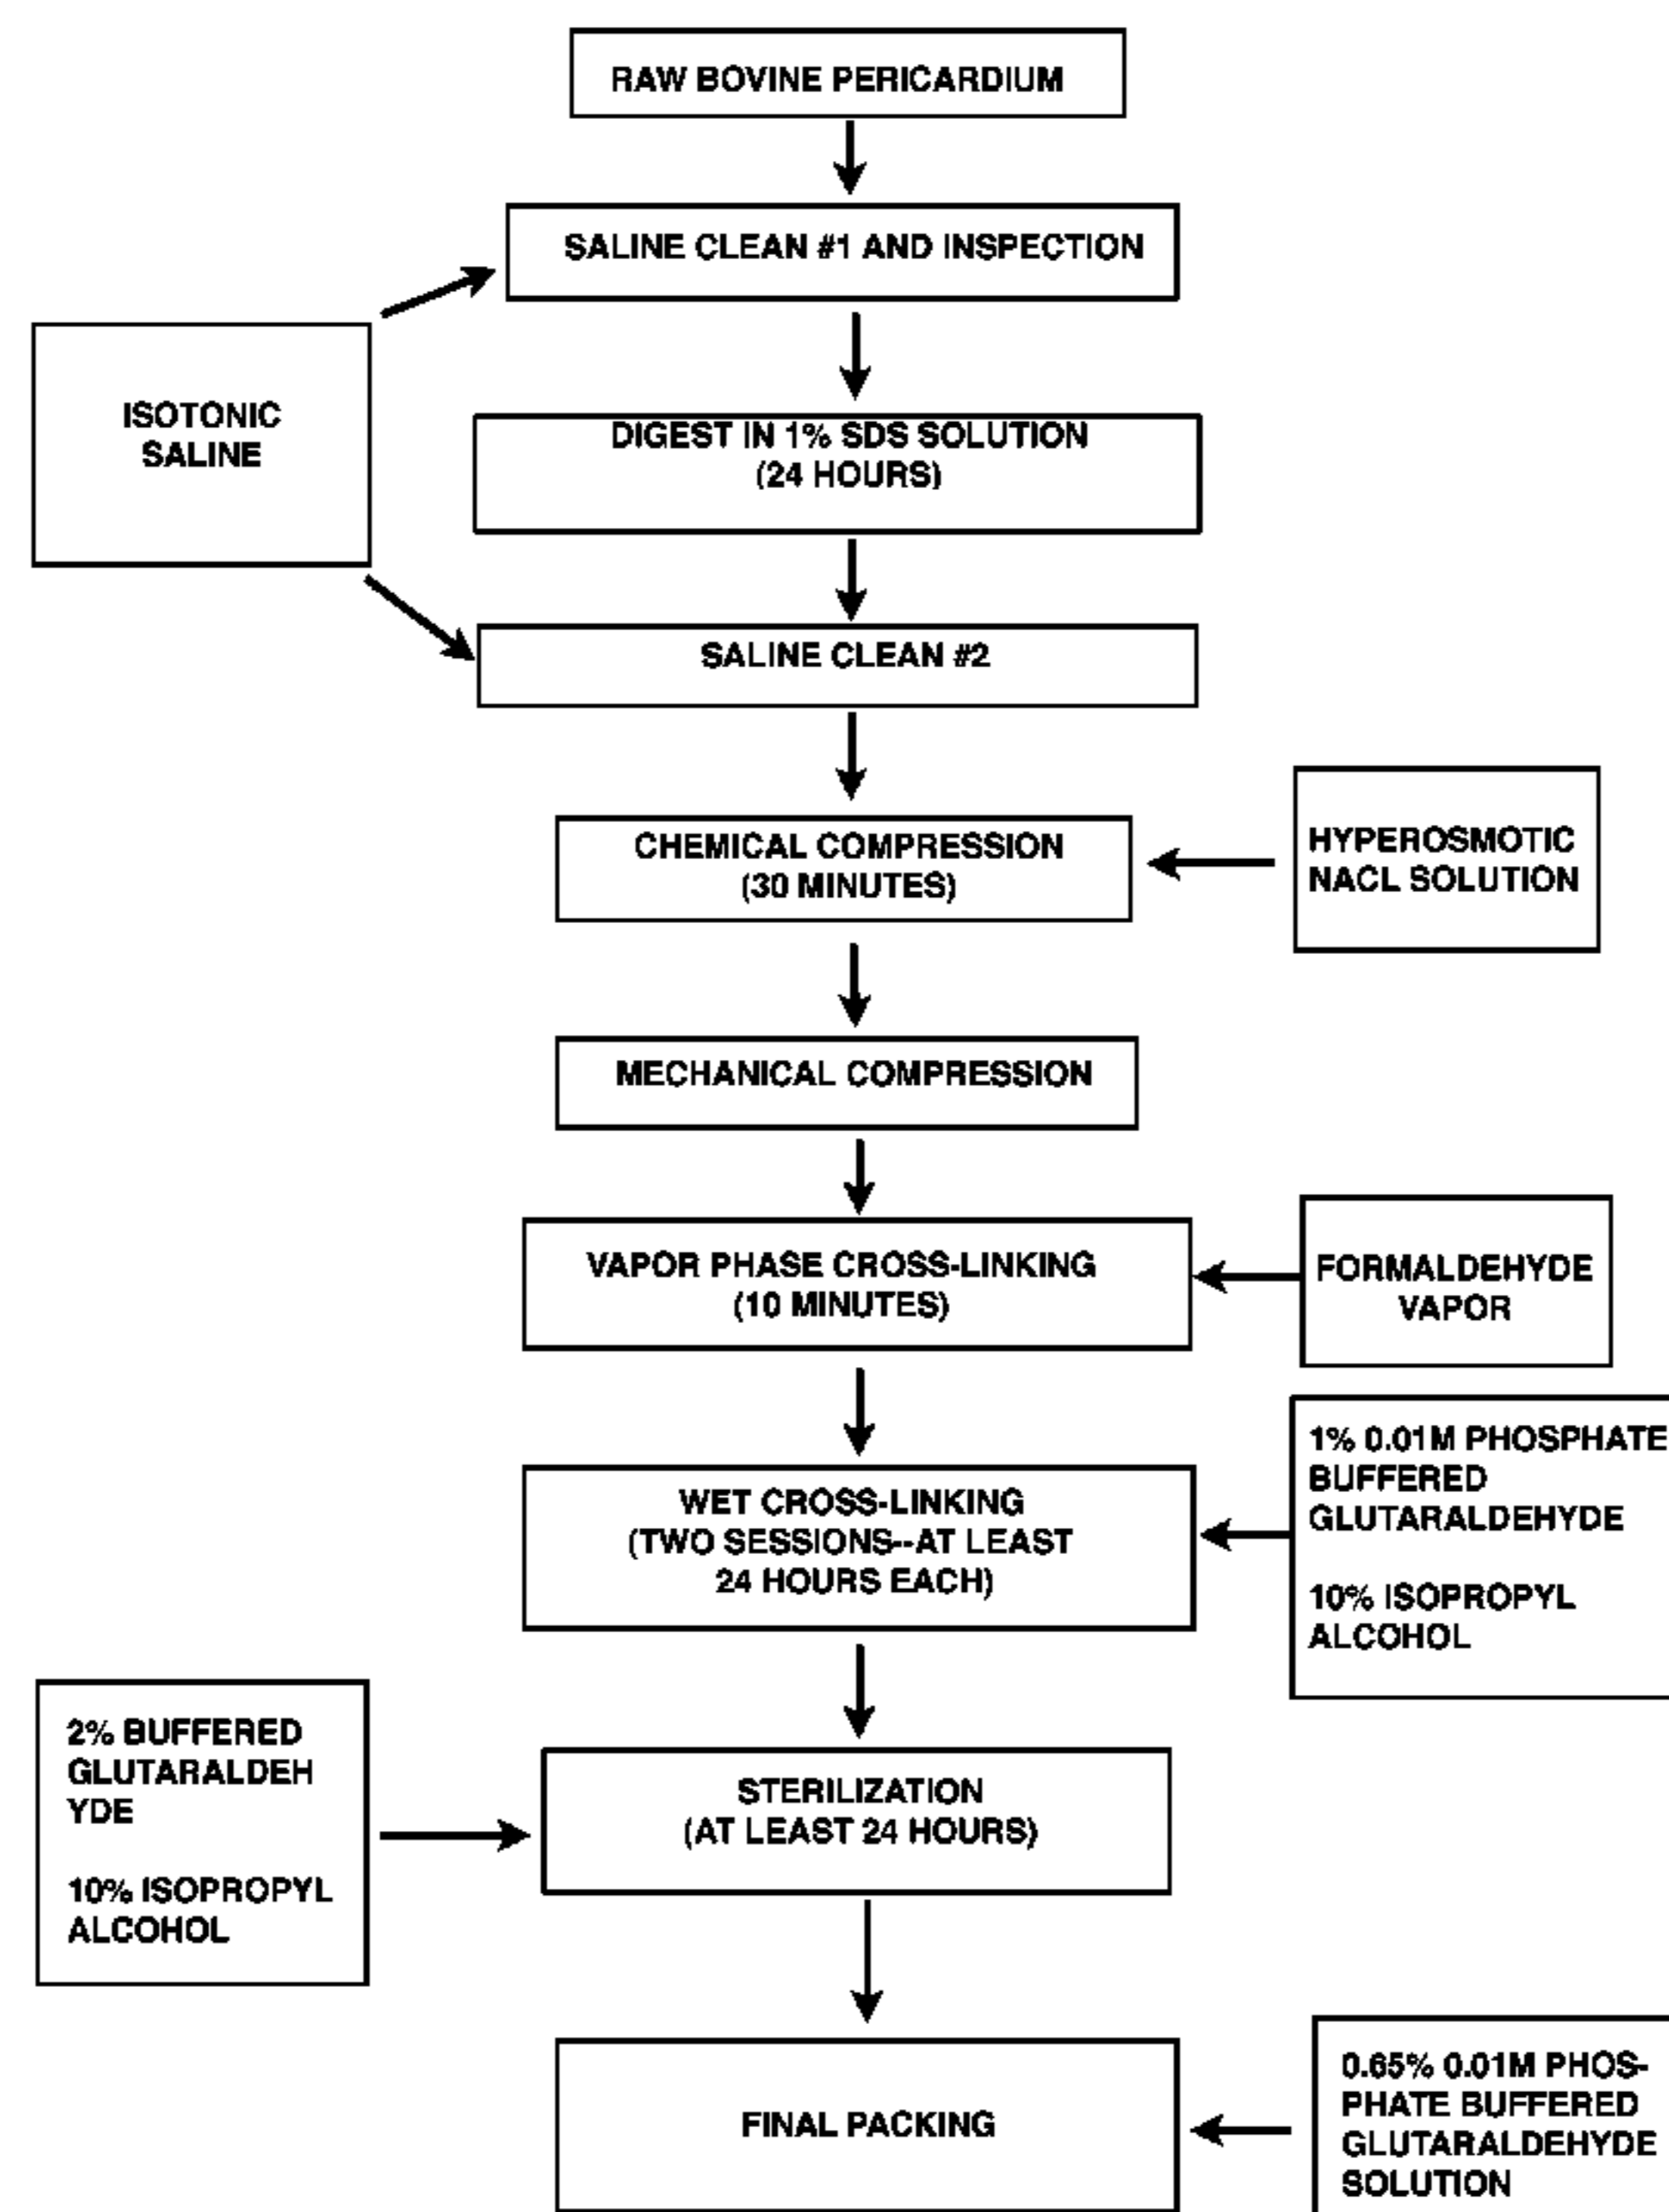 RAW BOVINE PERICARDIUM
SALINE CLEAN #1 AND INSPECTION
ISOTONIC
SALINE
DIGEST IN 1% SDS SOLUTION
(24 HOURS)
SALINE CLEAN #2
CHEMICAL COMPRESSION
(30 MINUTES)
HYPEROSMOTIC
NACL SOLUTION
MECHANICAL COMPRESSION
VAPOR PHASE CROSS-LINKING
(10 MINUTES)
FORMALDEHYDE
VAPOR
WET CROSS-LINKING
(TWO SESSIONS--AT LEAST
24 HOURS EACH)
1% 0.01M PHOSPHATE
BUFFERED
GLUTARALDEHYDE
10% ISOPROPYL
ALCOHOL
2% BUFFERED
GLUTARALDEH
YDE
10% ISOPROPYL
ALCOHOL
STERILIZATION
(AT LEAST 24 HOURS)
FINAL PACKING
0.65% 0.01M PHOS-
PHATE BUFFERED
GLUTARALDEHYDE
SOLUTION